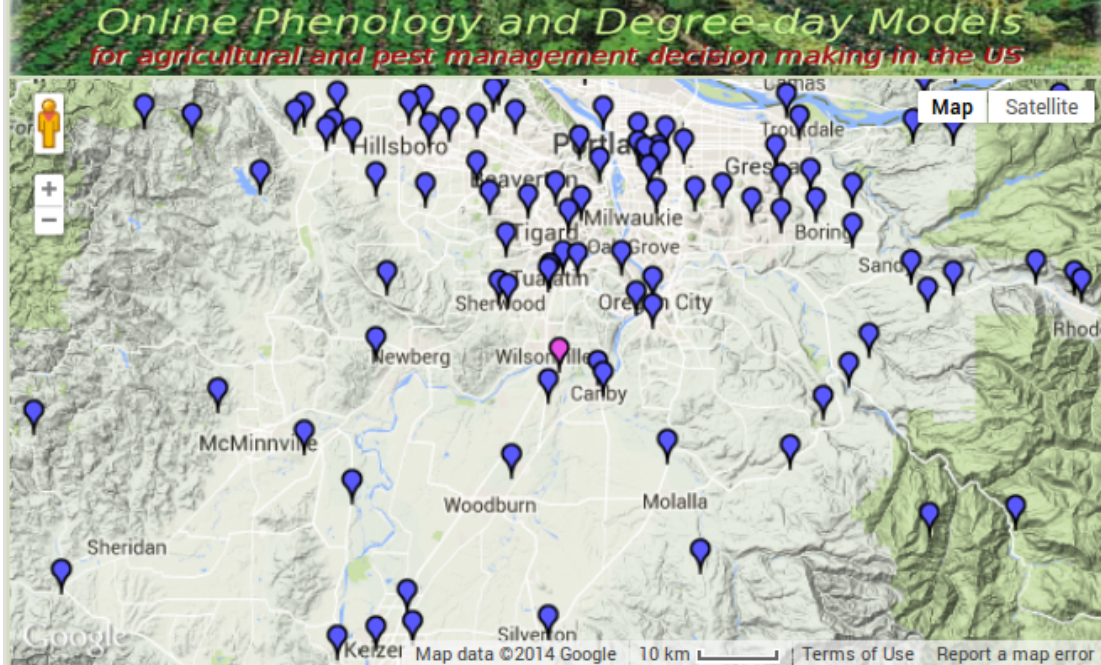 Online Phenology and Degree-day Models
for agricultural and pest management decision making in the US
Camas
Map Satellite
Troutdale
Hillsboro
Beaverton
Milwaukie
Tigard
Boring
Oak Grove
Sandy
Tualatin
Sherwood
Oregon City
Newberg
Wilsonville
Canby
McMinnville
Woodburn
Molalla
Sheridan
Silverton
Google
Keizer
Map data ©2014 Google 10 km Terms of Use Report a map error